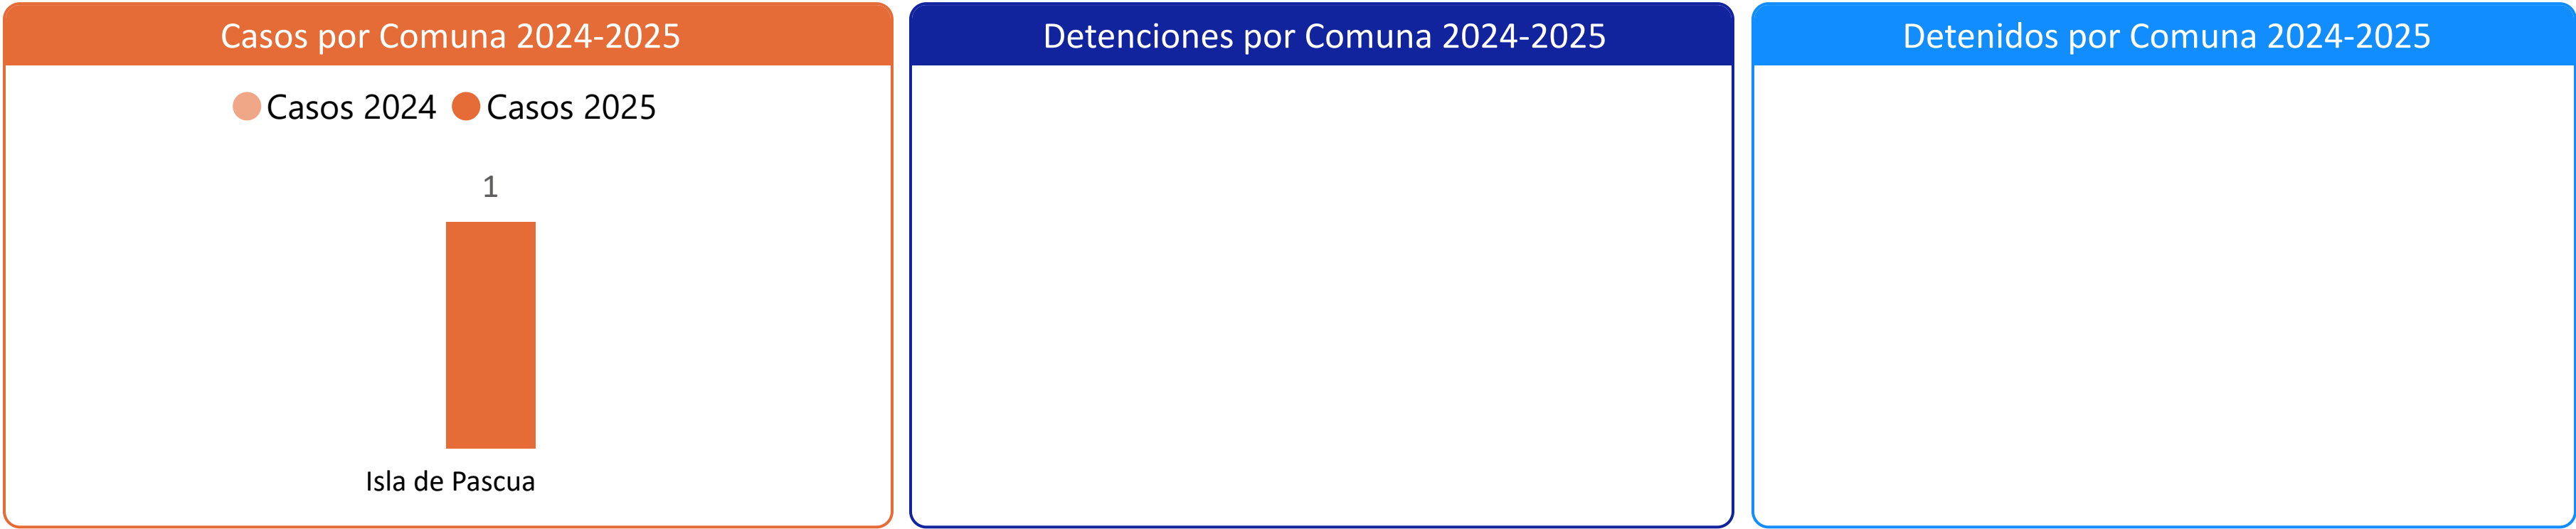 Casos por Comuna 2024-2025
Casos 2024 Casos 2025
1
Isla de Pascua
Detenciones por Comuna 2024-2025
Detenidos por Comuna 2024-2025